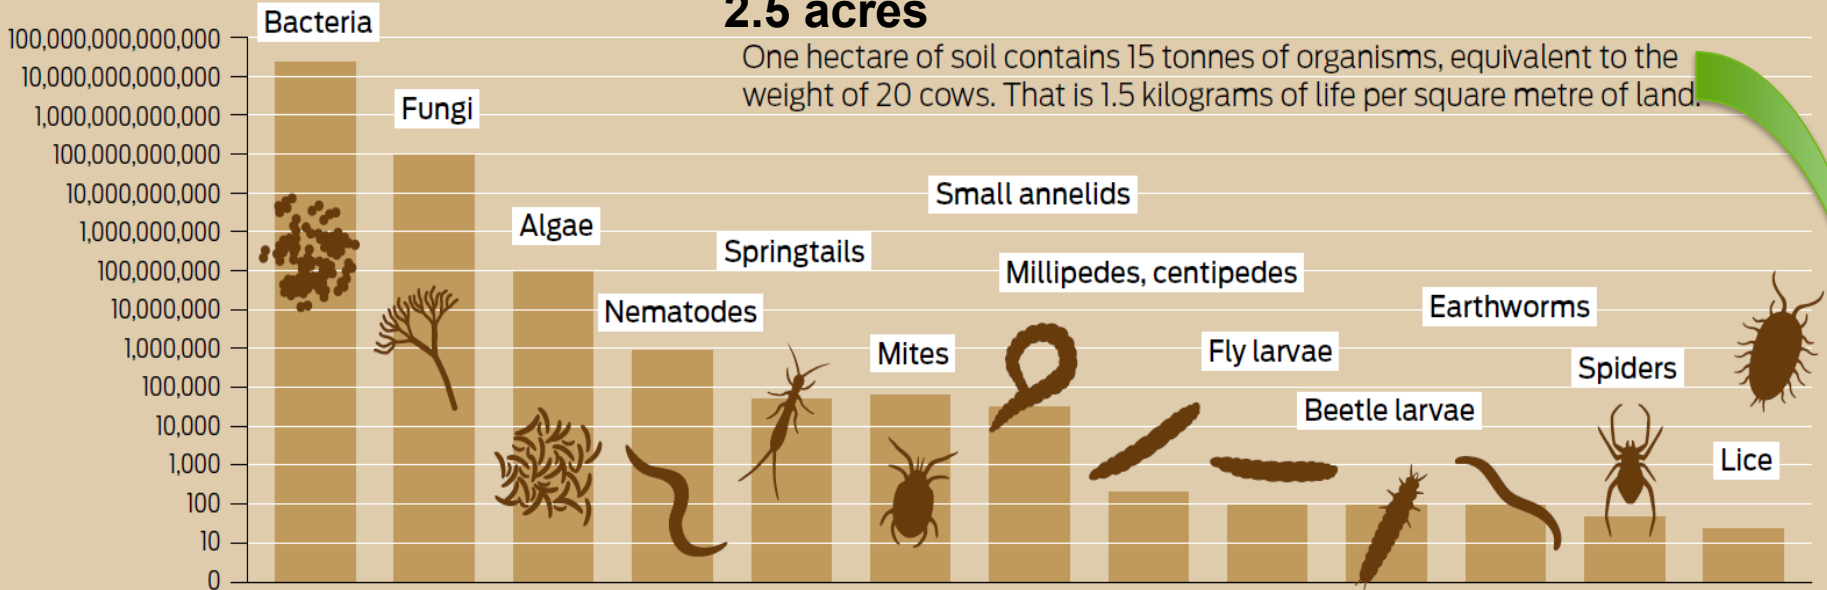 2.5 acres
One hectare of soil contains 15 tonnes of organisms, equivalent to the
weight of 20 cows. That is 1.5 kilograms of life per square metre of land.
100,000,000,000,000
10,000,000,000,000
1,000,000,000,000
100,000,000,000
10,000,000,000
1,000,000,000
100,000,000
10,000,000
1,000,000
100,000
10,000
1,000
100
10
0
Bacteria
Fungi
Algae
Nematodes
Springtails
Mites
Small annelids
Millipedes, centipedes
Fly larvae
Beetle larvae
Earthworms
Spiders
Lice